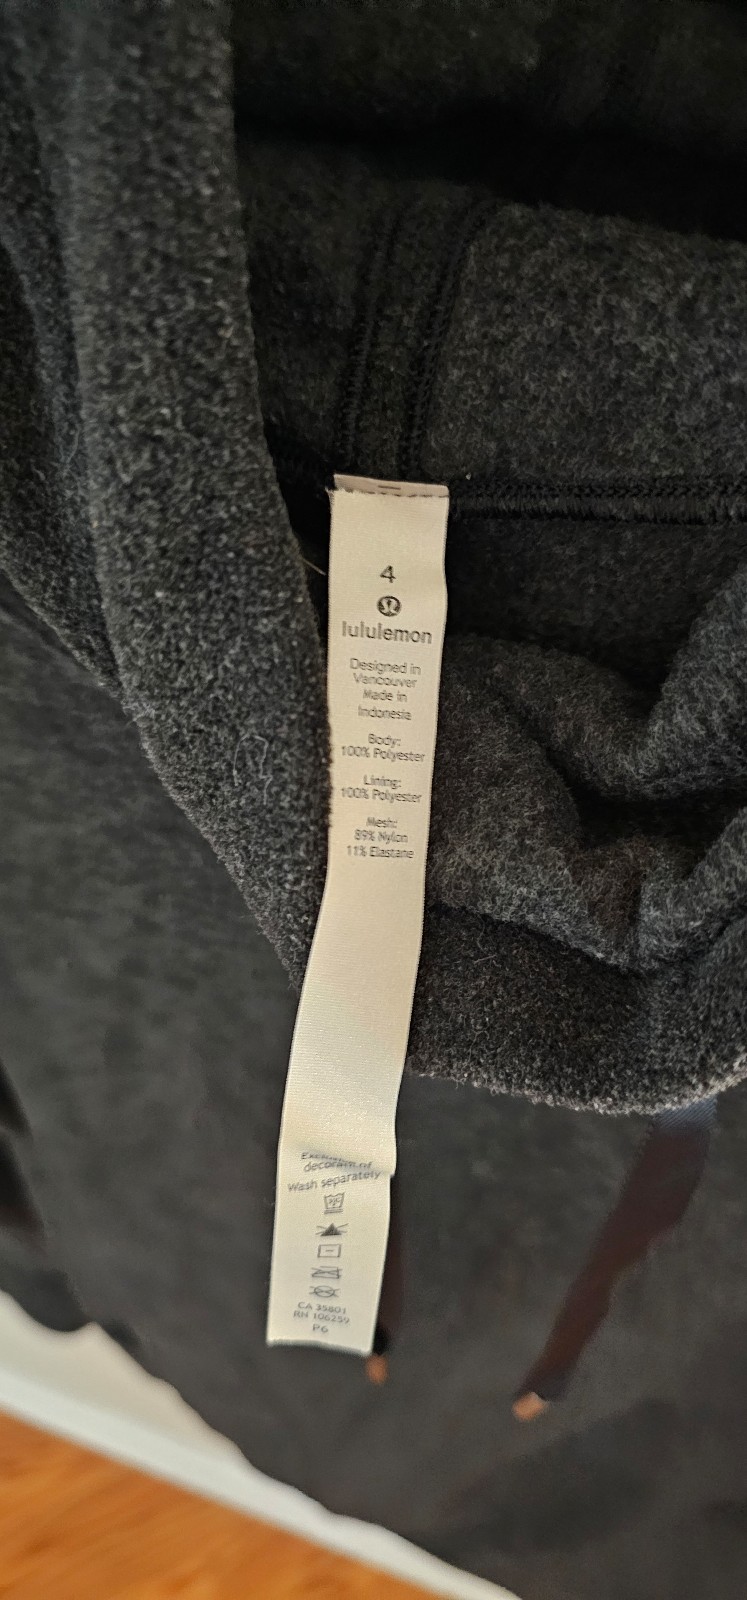 4
lululemon
Designed in
Vancouver
Made in
Indonesia
Body:
100% Polyester
Lining:
100% Polyester
Mesh:
89% Nylon
11% Elastane
Wash separately
CA 35801
RN 106259
P6